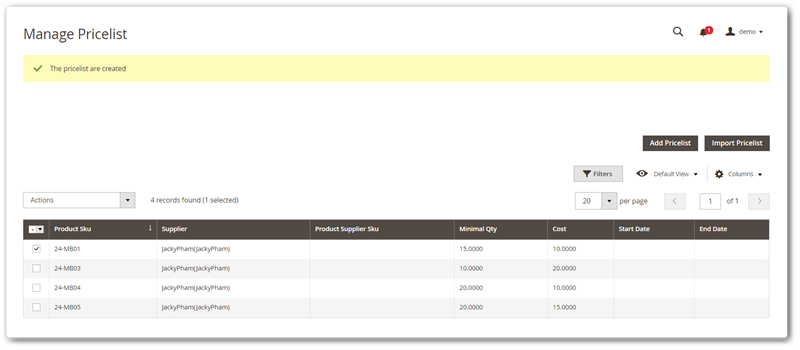 Manage Pricelist
1
demo
The pricelist are created
Add Pricelist
Import Pricelist
Filters
Default View
Columns
Actions
4 records found (1 selected)
20
per page
1
of 1
Product Sku ↓ Supplier Product Supplier Sku Minimal Qty Cost Start Date End Date
24-MB01 JackyPham(JackyPham) 15.0000 10.0000
24-MB03 JackyPham(JackyPham) 10.0000 20.0000
24-MB04 JackyPham(JackyPham) 20.0000 10.0000
24-MB05 JackyPham(JackyPham) 20.0000 15.0000